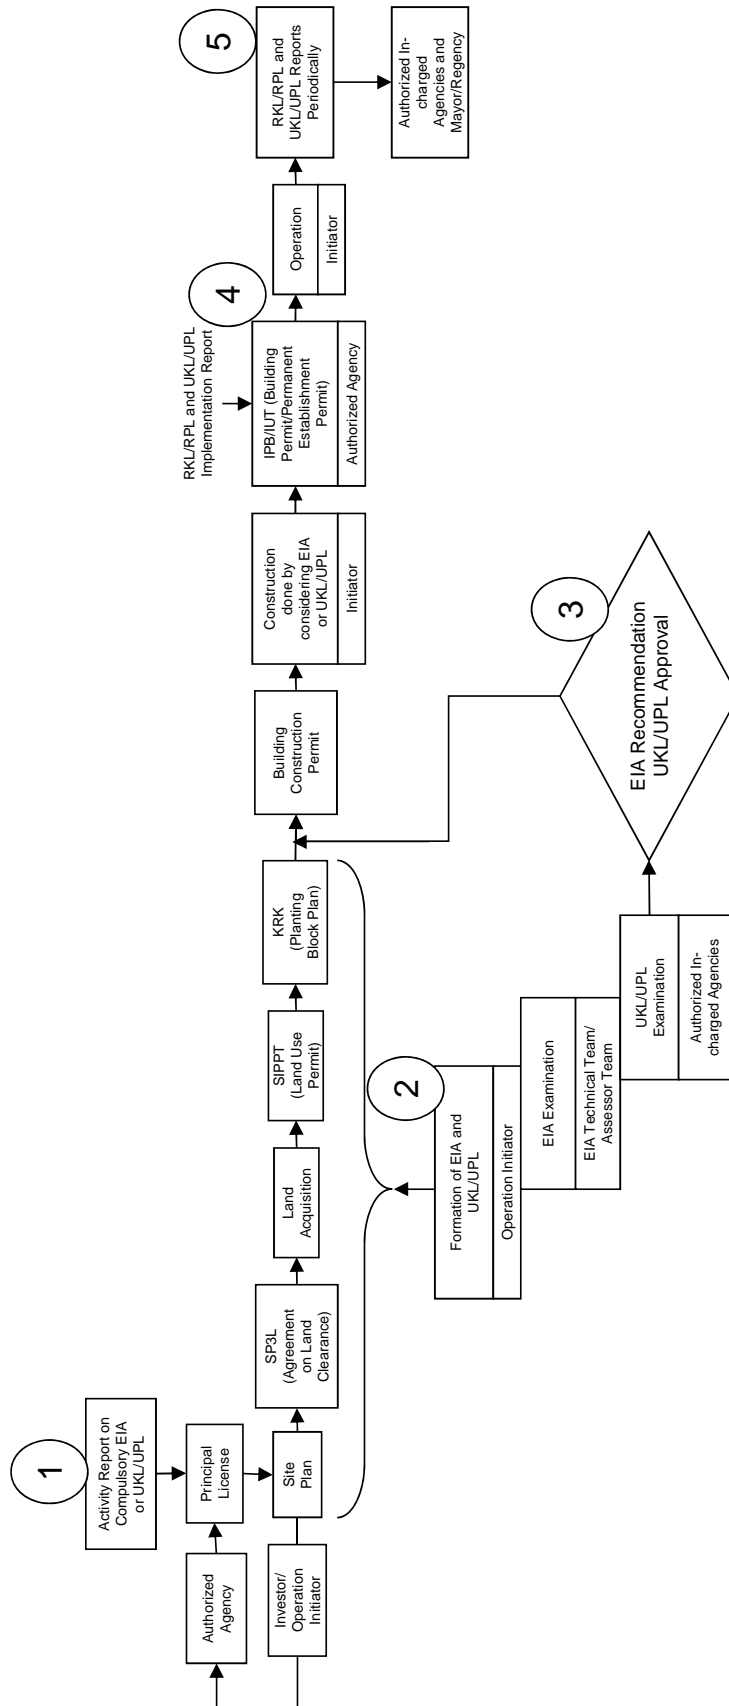 1
Activity Report on
Compulsory EIA
or UKL/UPL
Authorized
Agency
Principal
License
Investor/
Operation
Initiator
Site
Plan
SP3L
(Agreement
on Land
Clearance)
Land
Acquisition
SIPPT
(Land Use
Permit)
KRK
(Planting
Block Plan)
Building
Construction
Permit
Construction
done by
considering EIA
or UKL/UPL
Initiator
RKL/RPL and UKL/UPL
Implementation Report
4
IPB/IUT (Building
Permit/Permanent
Establishment
Permit)
Authorized Agency
Operation
Initiator
5
RKL/RPL and
UKL/UPL Reports
Periodically
Authorized In-
charged
Agencies and
Mayor/Regency
2
Formation of EIA and
UKL/UPL
Operation Initiator
EIA Examination
EIA Technical Team/
Assessor Team
UKL/UPL
Examination
Authorized In-
charged Agencies
3
EIA Recommendation
UKL/UPL Approval